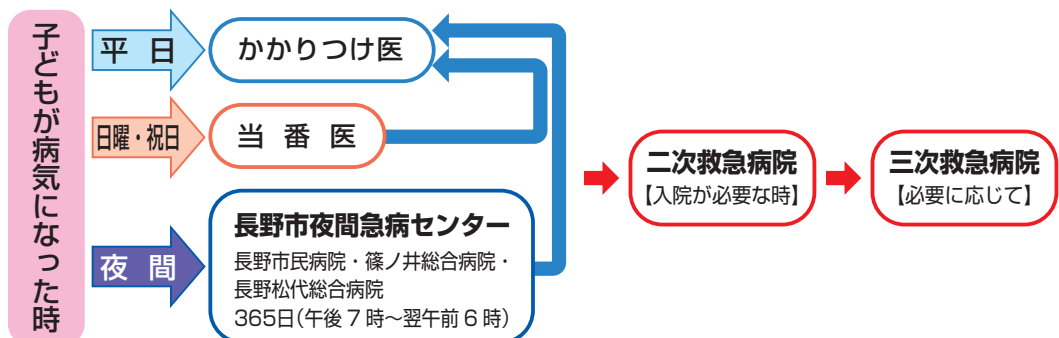 子どもが病気になった時
平 日
かかりつけ医
日曜・祝日
当 番 医
夜 間
長野市夜間急病センター
長野市民病院・篠ノ井総合病院・
長野松代総合病院
365日(午後７時～翌午前６時)
二次救急病院
【入院が必要な時】
三次救急病院
【必要に応じて】